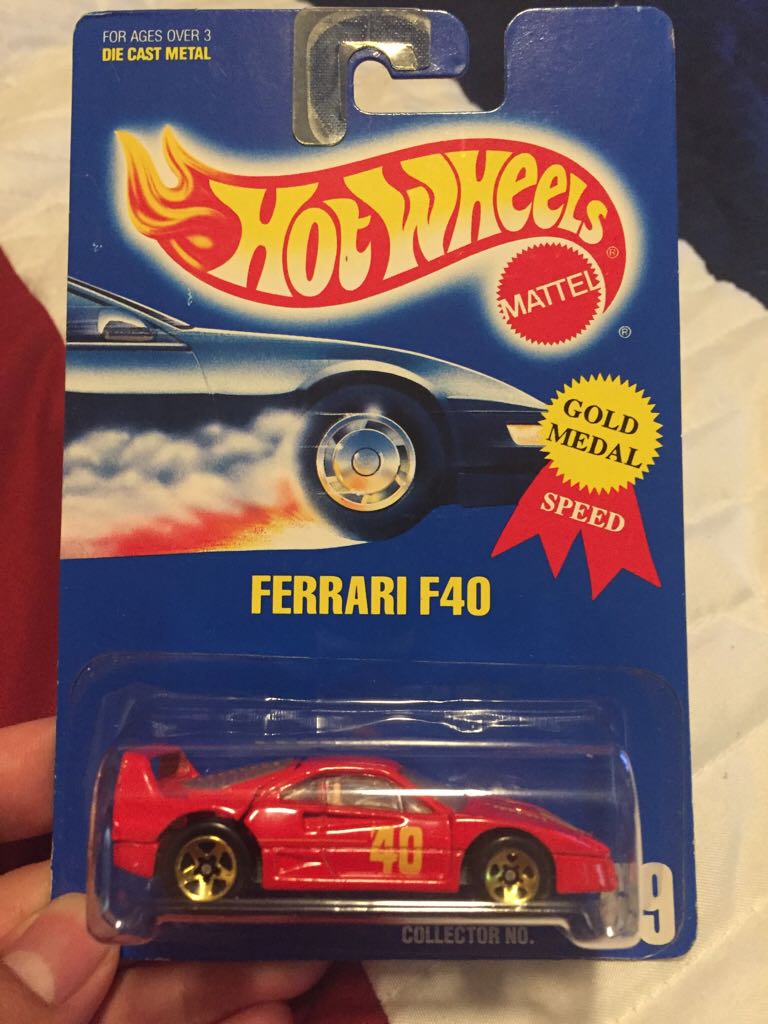 FOR AGES OVER 3
DIE CAST METAL
HOT WHEELS ®
MATTEL ®
GOLD
MEDAL
SPEED
FERRARI F40
40
COLLECTOR NO.